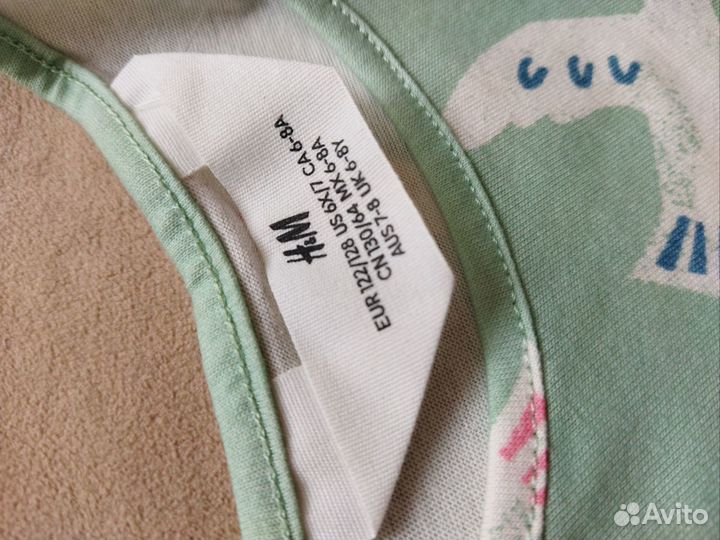 H&M
EUR 122/128 US 6X/7 CA 6-8A
CN 130/64 MX 6-8A
AUS 7-8 UK 6-8Y
Avito